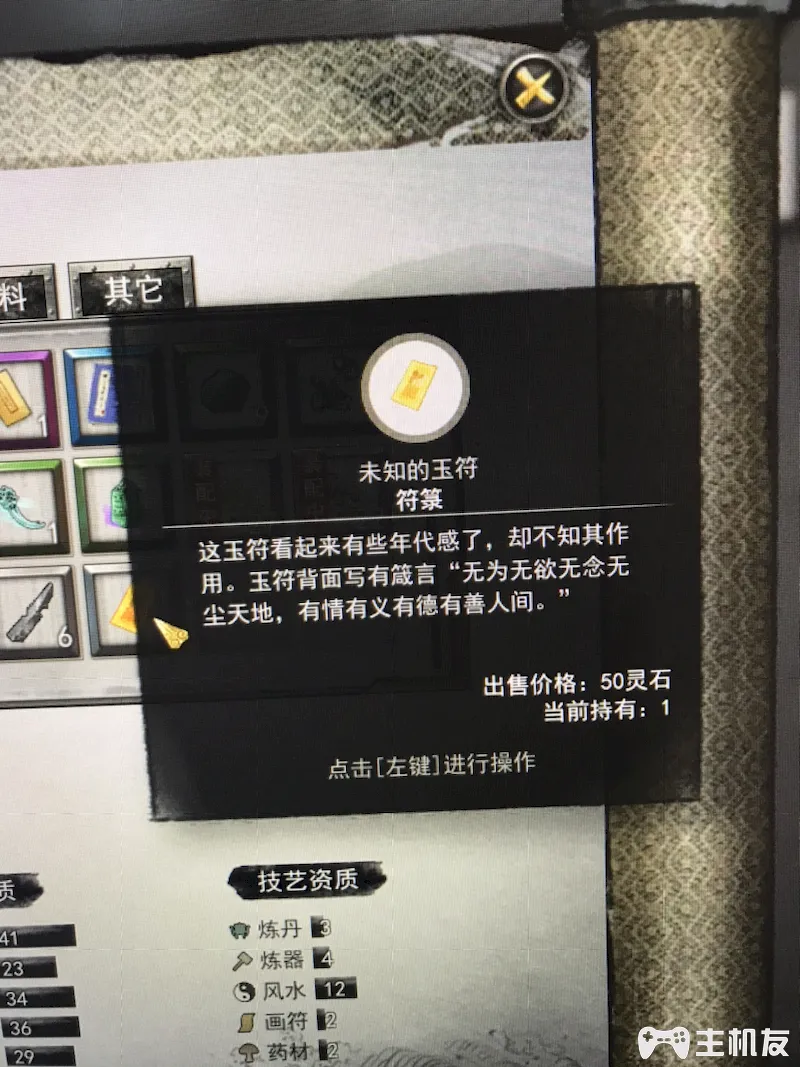 料
其它
1
1
6
未知的玉符
符箓
这玉符看起来有些年代感了，却不知其作
用。玉符背面写有箴言“无为无欲无念无
尘天地，有情有义有德有善人间。”
出售价格：50灵石
当前持有：1
点击[左键]进行操作
质
技艺资质
41
炼丹 3
23
炼器 4
34
风水 12
36
画符 2
29
药材 2
主机友